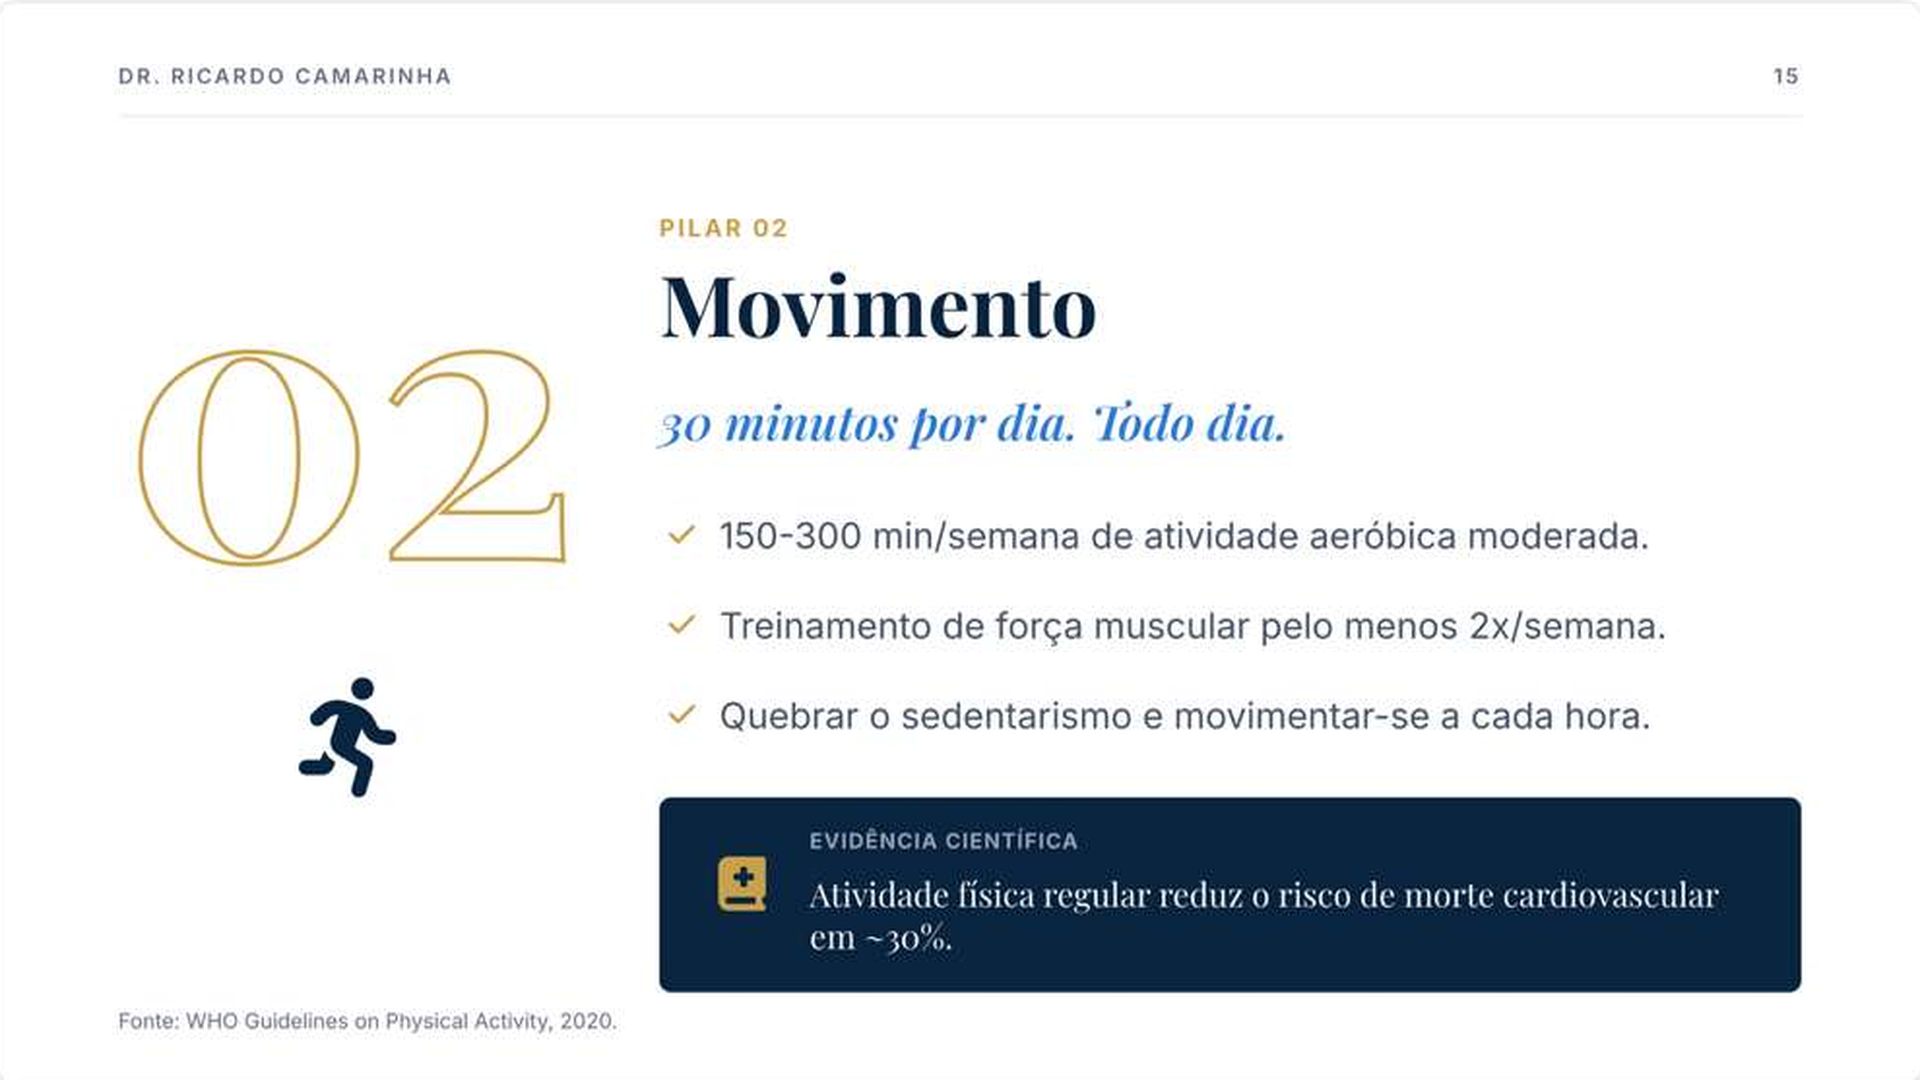 DR. RICARDO CAMARINHA
15
PILAR 02
Movimento
02
30 minutos por dia. Todo dia.
150-300 min/semana de atividade aeróbica moderada.
Treinamento de força muscular pelo menos 2x/semana.
Quebrar o sedentarismo e movimentar-se a cada hora.
EVIDÊNCIA CIENTÍFICA
Atividade física regular reduz o risco de morte cardiovascular
em ~30%.
Fonte: WHO Guidelines on Physical Activity, 2020.